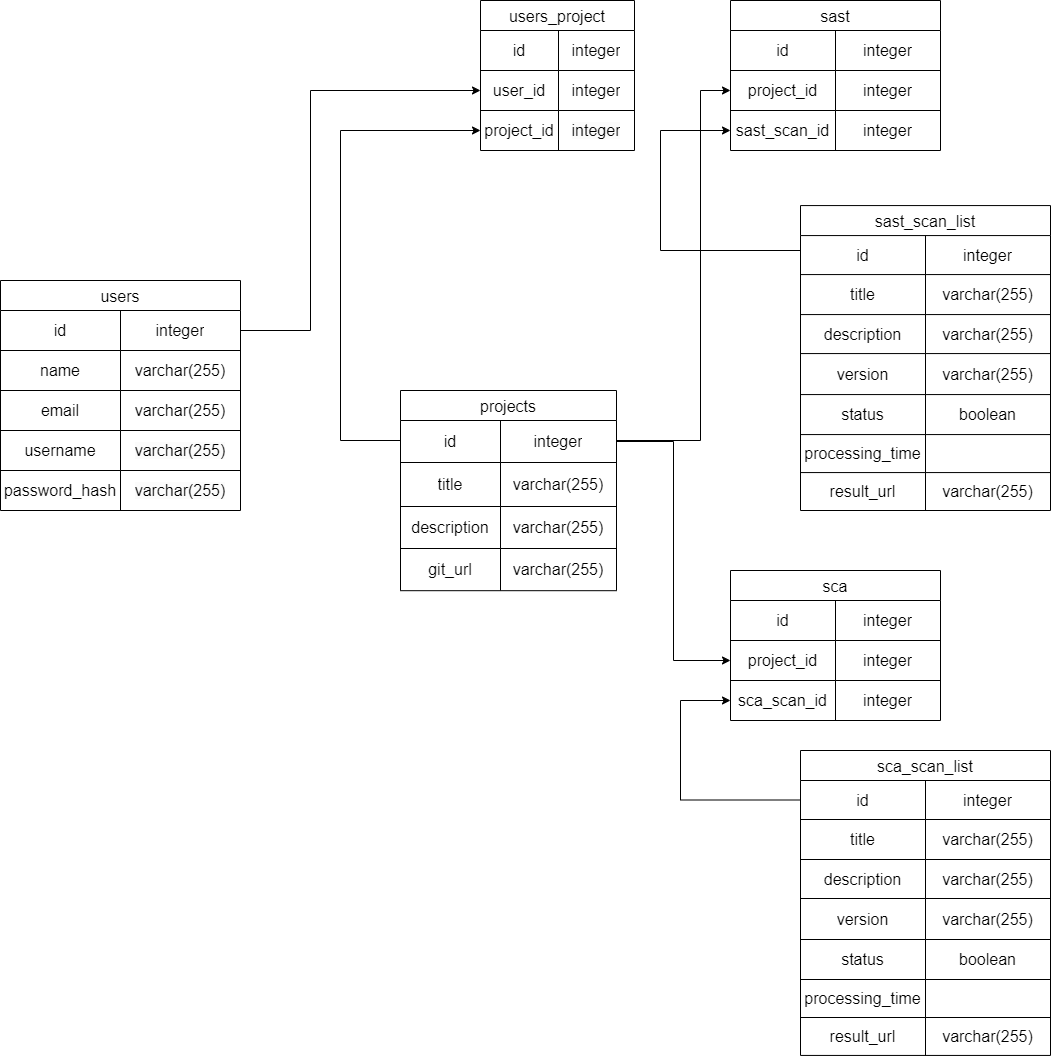 users_project
id integer
user_id integer
project_id integer
sast
id integer
project_id integer
sast_scan_id integer
sast_scan_list
id integer
title varchar(255)
description varchar(255)
version varchar(255)
status boolean
processing_time
result_url varchar(255)
users
id integer
name varchar(255)
email varchar(255)
username varchar(255)
password_hash varchar(255)
projects
id integer
title varchar(255)
description varchar(255)
git_url varchar(255)
sca
id integer
project_id integer
sca_scan_id integer
sca_scan_list
id integer
title varchar(255)
description varchar(255)
version varchar(255)
status boolean
processing_time
result_url varchar(255)